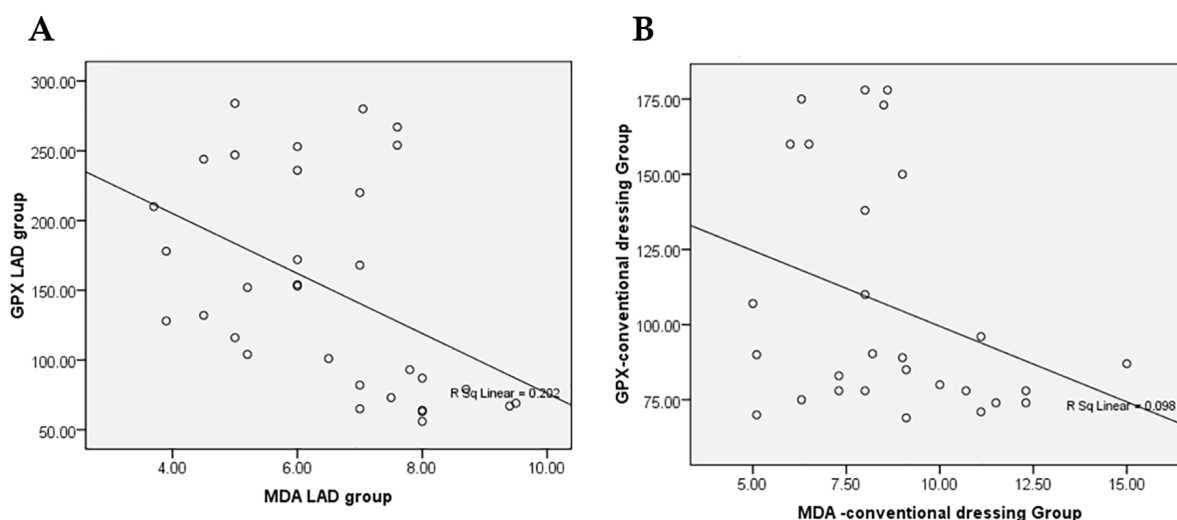 A
GPX LAD group
300.00
250.00
200.00
150.00
100.00
50.00
R Sq Linear = 0.202
4.00 6.00 8.00 10.00
MDA LAD group
B
GPX-conventional dressing Group
175.00
150.00
125.00
100.00
75.00
R Sq Linear = 0.098
5.00 7.50 10.00 12.50 15.00
MDA -conventional dressing Group